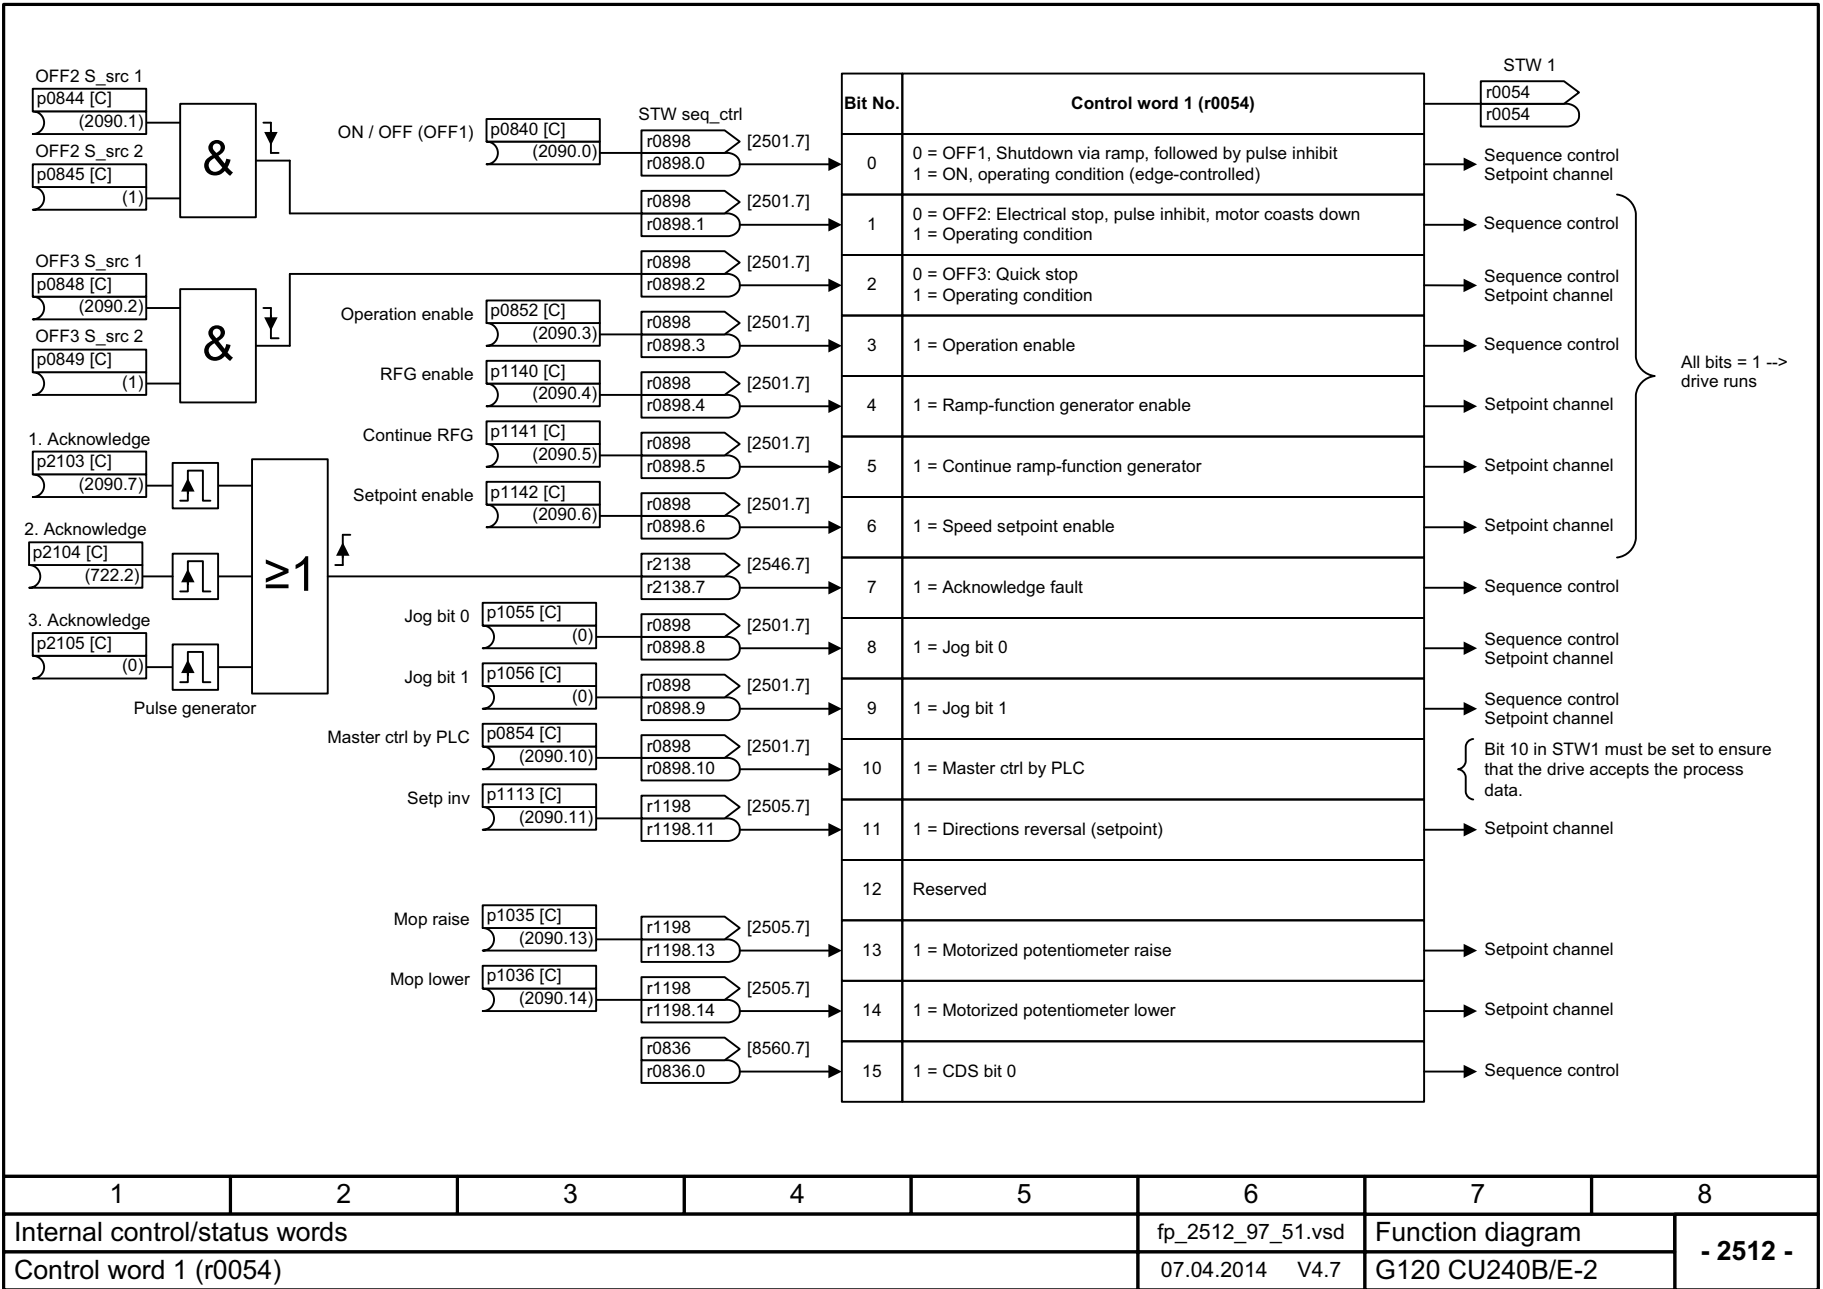 OFF2 S_src 1
p0844 [C]
(2090.1)
OFF2 S_src 2
p0845 [C]
(1)
&
OFF3 S_src 1
p0848 [C]
(2090.2)
OFF3 S_src 2
p0849 [C]
(1)
&
1. Acknowledge
p2103 [C]
(2090.7)
2. Acknowledge
p2104 [C]
(722.2)
3. Acknowledge
p2105 [C]
(0)
≥1
Pulse generator
ON / OFF (OFF1)
p0840 [C]
(2090.0)
Operation enable
p0852 [C]
(2090.3)
RFG enable
p1140 [C]
(2090.4)
Continue RFG
p1141 [C]
(2090.5)
Setpoint enable
p1142 [C]
(2090.6)
Jog bit 0
p1055 [C]
(0)
Jog bit 1
p1056 [C]
(0)
Master ctrl by PLC
p0854 [C]
(2090.10)
Setp inv
p1113 [C]
(2090.11)
Mop raise
p1035 [C]
(2090.13)
Mop lower
p1036 [C]
(2090.14)
STW seq_ctrl
r0898 [2501.7]
r0898.0
r0898 [2501.7]
r0898.1
r0898 [2501.7]
r0898.2
r0898 [2501.7]
r0898.3
r0898 [2501.7]
r0898.4
r0898 [2501.7]
r0898.5
r0898 [2501.7]
r0898.6
r2138 [2546.7]
r2138.7
r0898 [2501.7]
r0898.8
r0898 [2501.7]
r0898.9
r0898 [2501.7]
r0898.10
r1198 [2505.7]
r1198.11
r1198 [2505.7]
r1198.13
r1198 [2505.7]
r1198.14
r0836 [8560.7]
r0836.0
Bit No. Control word 1 (r0054)
0
0 = OFF1, Shutdown via ramp, followed by pulse inhibit
1 = ON, operating condition (edge-controlled)
1
0 = OFF2: Electrical stop, pulse inhibit, motor coasts down
1 = Operating condition
2
0 = OFF3: Quick stop
1 = Operating condition
3 1 = Operation enable
4 1 = Ramp-function generator enable
5 1 = Continue ramp-function generator
6 1 = Speed setpoint enable
7 1 = Acknowledge fault
8 1 = Jog bit 0
9 1 = Jog bit 1
10 1 = Master ctrl by PLC
11 1 = Directions reversal (setpoint)
12 Reserved
13 1 = Motorized potentiometer raise
14 1 = Motorized potentiometer lower
15 1 = CDS bit 0
STW 1
r0054
r0054
Sequence control
Setpoint channel
Sequence control
Sequence control
Setpoint channel
Sequence control
Setpoint channel
Setpoint channel
Setpoint channel
All bits = 1 -->
drive runs
Sequence control
Sequence control
Setpoint channel
Sequence control
Setpoint channel
Bit 10 in STW1 must be set to ensure
that the drive accepts the process
data.
Setpoint channel
Setpoint channel
Setpoint channel
Sequence control
1 2 3 4 5 6 7 8
Internal control/status words
fp_2512_97_51.vsd
Function diagram
- 2512 -
Control word 1 (r0054)
07.04.2014 V4.7
G120 CU240B/E-2